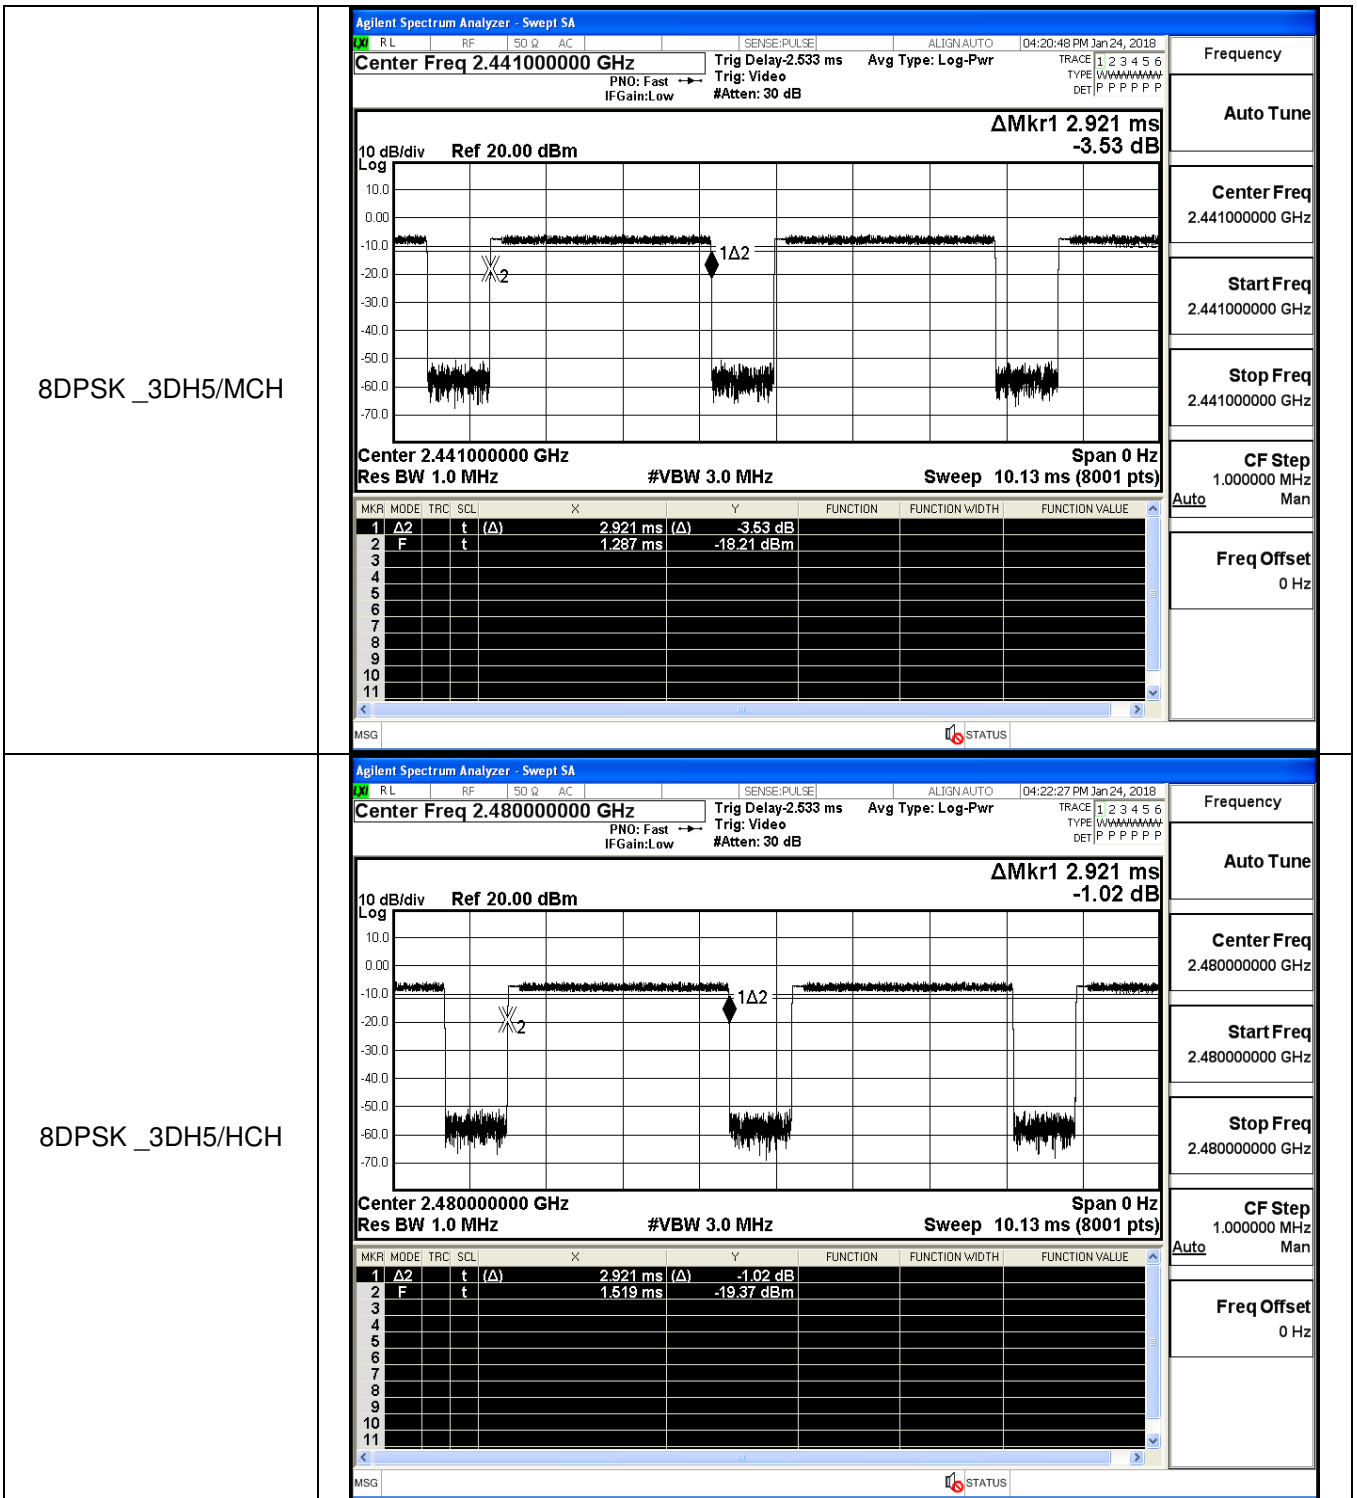 8DPSK _3DH5/MCH
Agilent Spectrum Analyzer - Swept SA
LXI RL RF 50 Ω AC SENSE:PULSE ALIGN AUTO 04:20:48 PM Jan 24, 2018
Center Freq 2.441000000 GHz Trig Delay-2.533 ms Avg Type: Log-Pwr TRACE 1 2 3 4 5 6
PNO: Fast Trig: Video TYPE WWWWWW
IFGain:Low #Atten: 30 dB DET P P P P P P
Frequency
Auto Tune
Center Freq
2.441000000 GHz
Start Freq
2.441000000 GHz
Stop Freq
2.441000000 GHz
CF Step
1.000000 MHz
Auto Man
Freq Offset
0 Hz
ΔMkr1 2.921 ms
-3.53 dB
10 dB/div Ref 20.00 dBm
Log
10.0
0.00
-10.0
-20.0
-30.0
-40.0
-50.0
-60.0
-70.0
1Δ2
2
Center 2.441000000 GHz Span 0 Hz
Res BW 1.0 MHz #VBW 3.0 MHz Sweep 10.13 ms (8001 pts)
MKR MODE TRC SCL X Y FUNCTION FUNCTION WIDTH FUNCTION VALUE
1 Δ2 t (Δ) 2.921 ms (Δ) -3.53 dB
2 F t 1.287 ms -18.21 dBm
3
4
5
6
7
8
9
10
11
MSG STATUS
8DPSK _3DH5/HCH
Agilent Spectrum Analyzer - Swept SA
LXI RL RF 50 Ω AC SENSE:PULSE ALIGN AUTO 04:22:27 PM Jan 24, 2018
Center Freq 2.480000000 GHz Trig Delay-2.533 ms Avg Type: Log-Pwr TRACE 1 2 3 4 5 6
PNO: Fast Trig: Video TYPE WWWWWW
IFGain:Low #Atten: 30 dB DET P P P P P P
Frequency
Auto Tune
Center Freq
2.480000000 GHz
Start Freq
2.480000000 GHz
Stop Freq
2.480000000 GHz
CF Step
1.000000 MHz
Auto Man
Freq Offset
0 Hz
ΔMkr1 2.921 ms
-1.02 dB
10 dB/div Ref 20.00 dBm
Log
10.0
0.00
-10.0
-20.0
-30.0
-40.0
-50.0
-60.0
-70.0
1Δ2
2
Center 2.480000000 GHz Span 0 Hz
Res BW 1.0 MHz #VBW 3.0 MHz Sweep 10.13 ms (8001 pts)
MKR MODE TRC SCL X Y FUNCTION FUNCTION WIDTH FUNCTION VALUE
1 Δ2 t (Δ) 2.921 ms (Δ) -1.02 dB
2 F t 1.519 ms -19.37 dBm
3
4
5
6
7
8
9
10
11
MSG STATUS